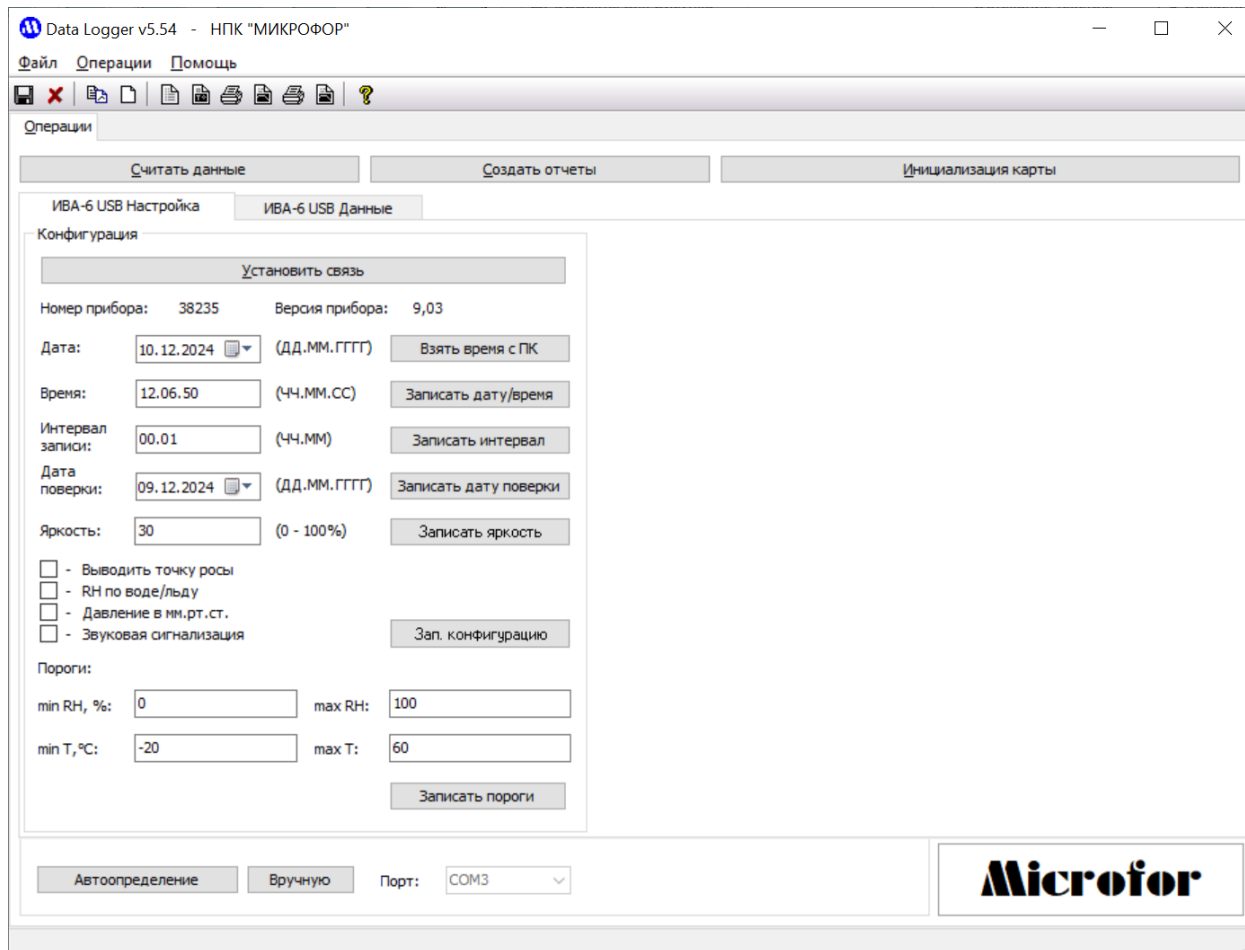 Data Logger v5.54 - НПК "МИКРОФОР"
Файл Операции Помощь
Операции
Считать данные Создать отчеты Инициализация карты
ИВА-6 USB Настройка ИВА-6 USB Данные
Конфигурация
Установить связь
Номер прибора: 38235 Версия прибора: 9,03
Дата: 10.12.2024 (ДД.ММ.ГГГГ) Взять время с ПК
Время: 12.06.50 (ЧЧ.ММ.СС) Записать дату/время
Интервал
записи: 00.01 (ЧЧ.ММ) Записать интервал
Дата
поверки: 09.12.2024 (ДД.ММ.ГГГГ) Записать дату поверки
Яркость: 30 (0 - 100%) Записать яркость
- Выводить точку росы
- RH по воде/льду
- Давление в мм.рт.ст.
- Звуковая сигнализация Зап. конфигурацию
Пороги:
min RH, %: 0 max RH: 100
min T,°C: -20 max T: 60
Записать пороги
Автоопределение Вручную Порт: COM3
Microfor